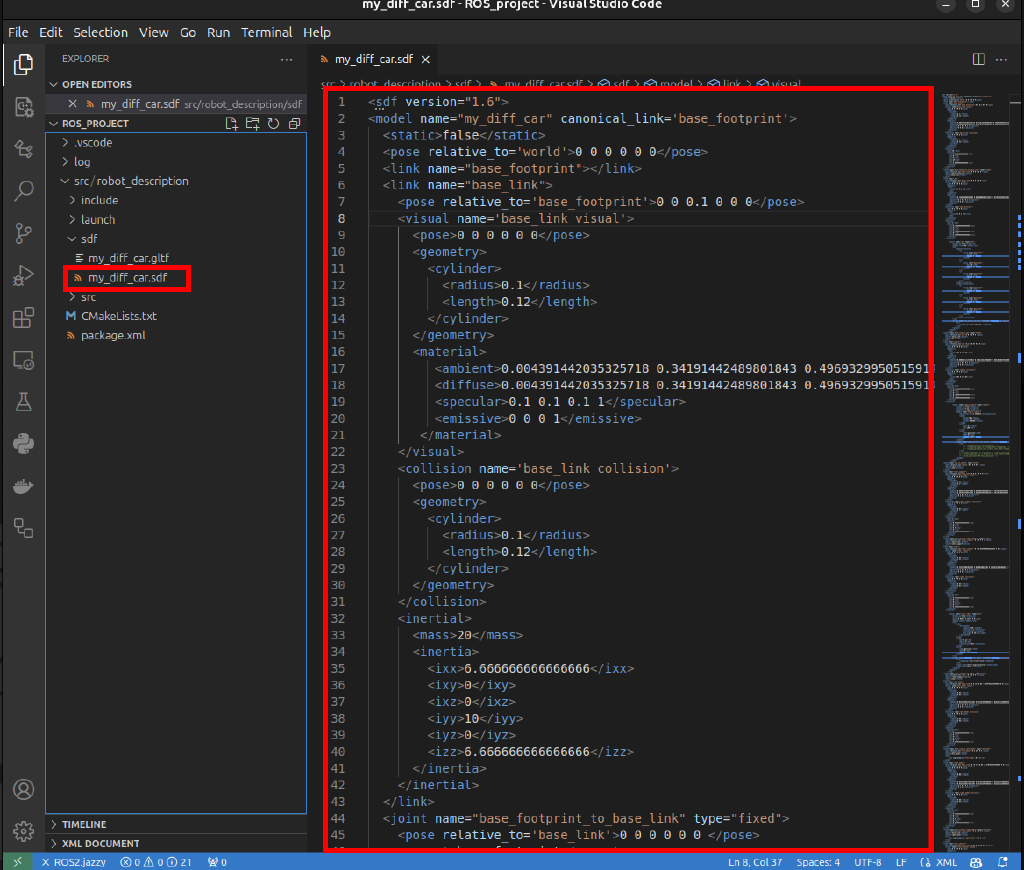 my_diff_car.sdf - ROS_project - Visual Studio Code
File Edit Selection View Go Run Terminal Help
EXPLORER
my_diff_car.sdf
OPEN EDITORS
src > robot_description > sdf > my_diff_car.sdf > sdf > model > link > visual
my_diff_car.sdf src/robot_description/sdf
ROS_PROJECT
.vscode
log
src/robot_description
include
launch
sdf
my_diff_car.gltf
my_diff_car.sdf
src
CMakeLists.txt
package.xml
1 <sdf version="1.6">
2 <model name="my_diff_car" canonical_link='base_footprint'>
3 <static>false</static>
4 <pose relative_to='world'>0 0 0 0 0 0</pose>
5 <link name="base_footprint"></link>
6 <link name="base_link">
7 <pose relative_to='base_footprint'>0 0 0.1 0 0 0</pose>
8 <visual name='base_link visual'>
9 <pose>0 0 0 0 0 0</pose>
10 <geometry>
11 <cylinder>
12 <radius>0.1</radius>
13 <length>0.12</length>
14 </cylinder>
15 </geometry>
16 <material>
17 <ambient>0.004391442035325718 0.34191442489801843 0.496932995051591
18 <diffuse>0.004391442035325718 0.34191442489801843 0.496932995051591
19 <specular>0.1 0.1 0.1 1</specular>
20 <emissive>0 0 0 1</emissive>
21 </material>
22 </visual>
23 <collision name='base_link collision'>
24 <pose>0 0 0 0 0 0</pose>
25 <geometry>
26 <cylinder>
27 <radius>0.1</radius>
28 <length>0.12</length>
29 </cylinder>
30 </geometry>
31 </collision>
32 <inertial>
33 <mass>20</mass>
34 <inertia>
35 <ixx>6.666666666666666</ixx>
36 <ixy>0</ixy>
37 <ixz>0</ixz>
38 <iyy>10</iyy>
39 <iyz>0</iyz>
40 <izz>6.666666666666666</izz>
41 </inertia>
42 </inertial>
43 </link>
44 <joint name="base_footprint_to_base_link" type="fixed">
45 <pose relative_to='base_link'>0 0 0 0 0 0 </pose>
TIMELINE
XML DOCUMENT
ROS2.jazzy 0 0 21 0 Ln 8, Col 37 Spaces: 4 UTF-8 LF XML